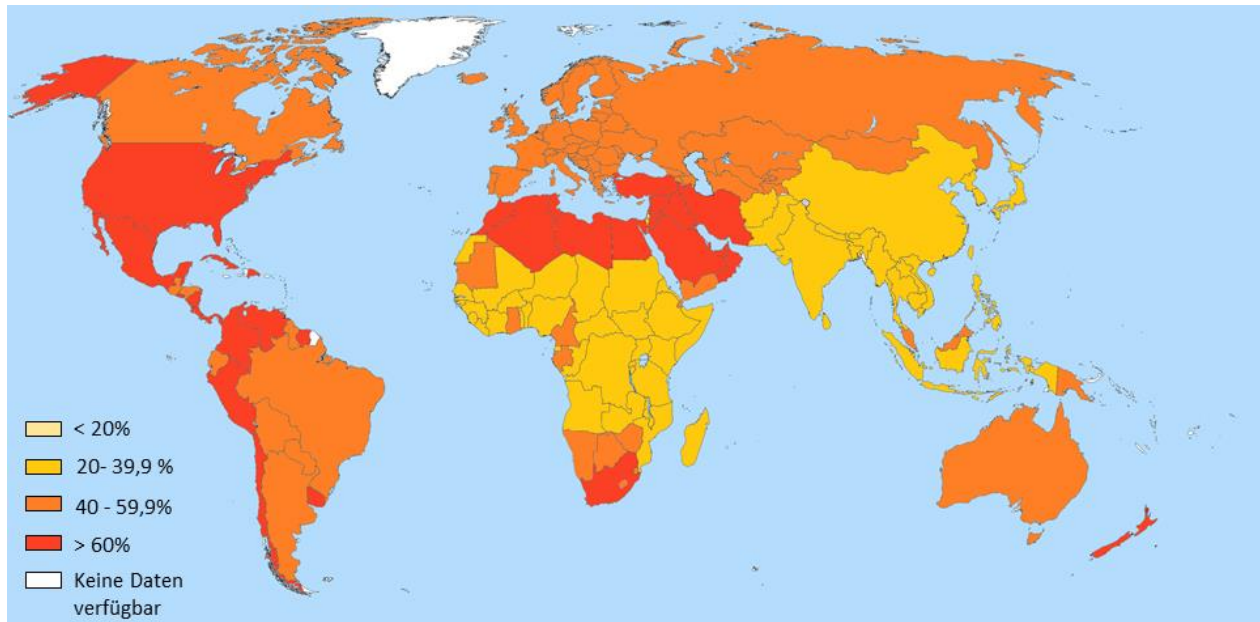 < 20%
20- 39,9 %
40 - 59,9%
> 60%
Keine Daten
verfügbar